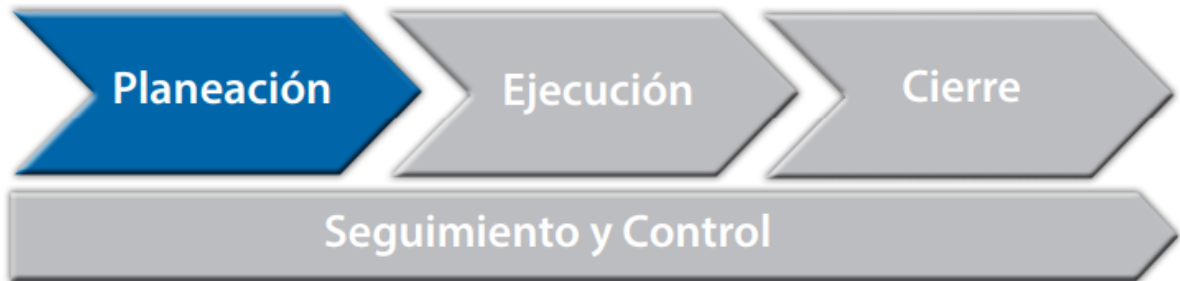 Planeación
Ejecución
Cierre
Seguimiento y Control